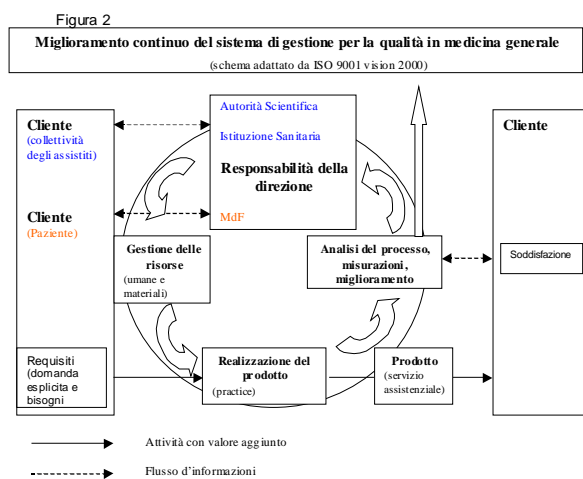 Figura 2
Miglioramento continuo del sistema di gestione per la qualità in medicina generale
(schema adattato da ISO 9001 vision 2000)
Cliente
(collettività
degli assistiti)
Cliente
(Paziente)
Requisiti
(domanda
esplicita e
bisogni
Autorità Scientifica
Istituzione Sanitaria
Responsabilità della
direzione
MdF
Gestione delle
risorse
(umane e
materiali)
Analisi del processo,
misurazioni,
miglioramento
Realizzazione del
prodotto
(practice)
Prodotto
(servizio
assistenziale)
Cliente
Soddisfazione
Attività con valore aggiunto
Flusso d'informazioni